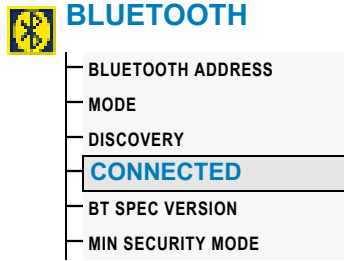 BLUETOOTH
BLUETOOTH ADDRESS
MODE
DISCOVERY
CONNECTED
BT SPEC VERSION
MIN SECURITY MODE